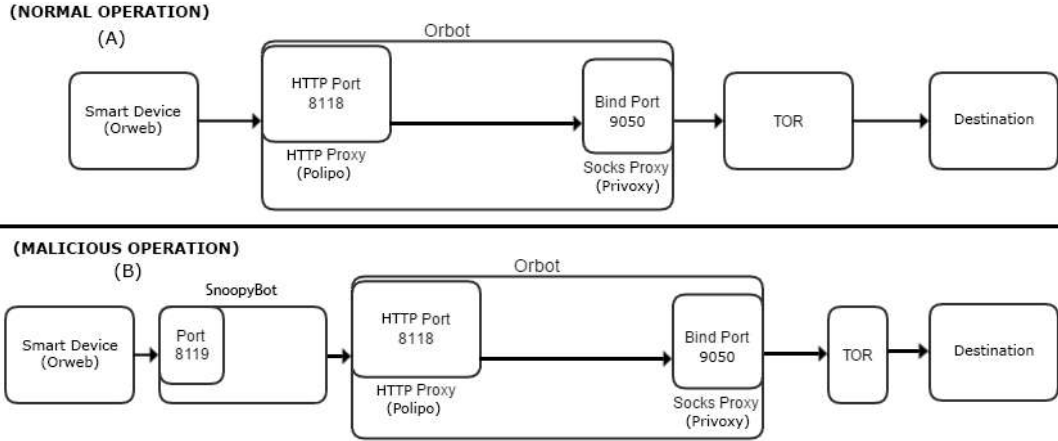 (NORMAL OPERATION)
(A)
Orbot
Smart Device
(Orweb)
HTTP Port
8118
HTTP Proxy
(Polipo)
Bind Port
9050
Socks Proxy
(Privoxy)
TOR
Destination
(MALICIOUS OPERATION)
(B)
SnoopyBot
Orbot
Smart Device
(Orweb)
Port
8119
HTTP Port
8118
HTTP Proxy
(Polipo)
Bind Port
9050
Socks Proxy
(Privoxy)
TOR
Destination